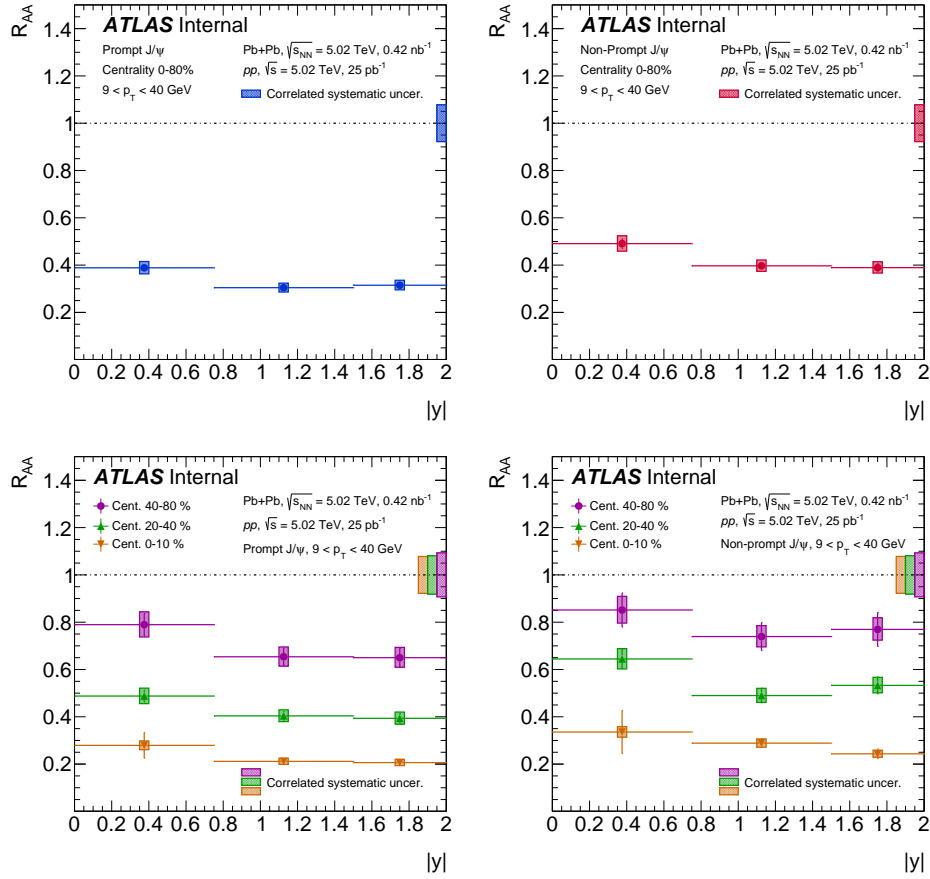 R_AA
1.4
1.2
1
0.8
0.6
0.4
0.2
ATLAS Internal
Prompt J/ψ
Centrality 0-80%
9 < p_T < 40 GeV
Pb+Pb, √s_NN = 5.02 TeV, 0.42 nb⁻¹
pp, √s = 5.02 TeV, 25 pb⁻¹
Correlated systematic uncer.
0 0.2 0.4 0.6 0.8 1 1.2 1.4 1.6 1.8 2
|y|
R_AA
1.4
1.2
1
0.8
0.6
0.4
0.2
ATLAS Internal
Non-Prompt J/ψ
Centrality 0-80%
9 < p_T < 40 GeV
Pb+Pb, √s_NN = 5.02 TeV, 0.42 nb⁻¹
pp, √s = 5.02 TeV, 25 pb⁻¹
Correlated systematic uncer.
0 0.2 0.4 0.6 0.8 1 1.2 1.4 1.6 1.8 2
|y|
R_AA
1.4
1.2
1
0.8
0.6
0.4
0.2
ATLAS Internal
Cent. 40-80 %
Cent. 20-40 %
Cent. 0-10 %
Pb+Pb, √s_NN = 5.02 TeV, 0.42 nb⁻¹
pp, √s = 5.02 TeV, 25 pb⁻¹
Prompt J/ψ, 9 < p_T < 40 GeV
Correlated systematic uncer.
0 0.2 0.4 0.6 0.8 1 1.2 1.4 1.6 1.8 2
|y|
R_AA
1.4
1.2
1
0.8
0.6
0.4
0.2
ATLAS Internal
Cent. 40-80 %
Cent. 20-40 %
Cent. 0-10 %
Pb+Pb, √s_NN = 5.02 TeV, 0.42 nb⁻¹
pp, √s = 5.02 TeV, 25 pb⁻¹
Non-prompt J/ψ, 9 < p_T < 40 GeV
Correlated systematic uncer.
0 0.2 0.4 0.6 0.8 1 1.2 1.4 1.6 1.8 2
|y|